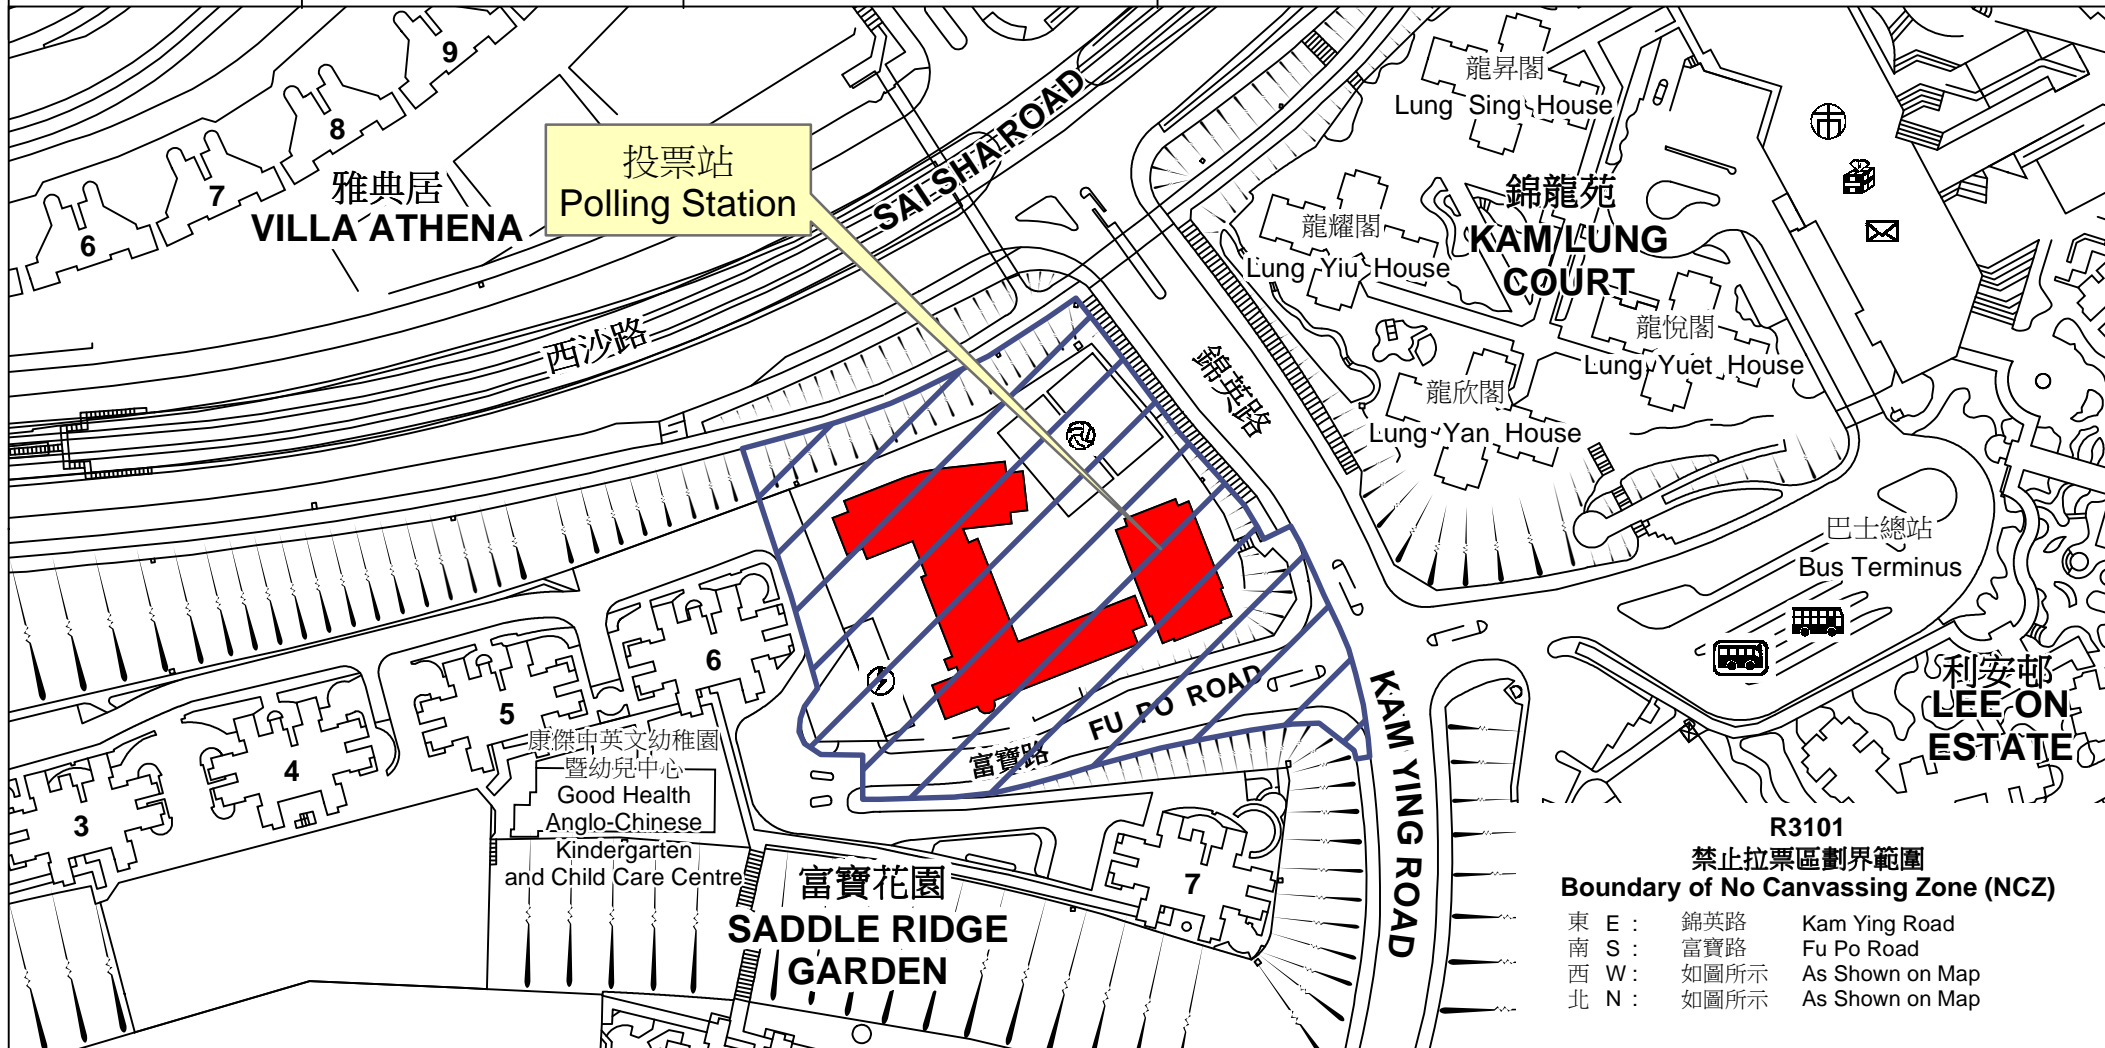 9
8
7
6
雅典居
VILLA ATHENA
投票站
Polling Station
SAI SHA ROAD
西沙路
龍昇閣
Lung Sing House
錦龍苑
KAM LUNG
COURT
龍耀閣
Lung Yiu House
龍悅閣
Lung Yuet House
龍欣閣
Lung Yan House
錦英路
巴士總站
Bus Terminus
利安邨
LEE ON
ESTATE
6
5
4
3
康傑中英文幼稚園
暨幼兒中心
Good Health
Anglo-Chinese
Kindergarten
and Child Care Centre
FU PO ROAD
富寶路
KAM YING ROAD
7
富寶花園
SADDLE RIDGE
GARDEN
R3101
禁止拉票區劃界範圍
Boundary of No Canvassing Zone (NCZ)
東 E : 錦英路 Kam Ying Road
南 S : 富寶路 Fu Po Road
西 W : 如圖所示 As Shown on Map
北 N : 如圖所示 As Shown on Map